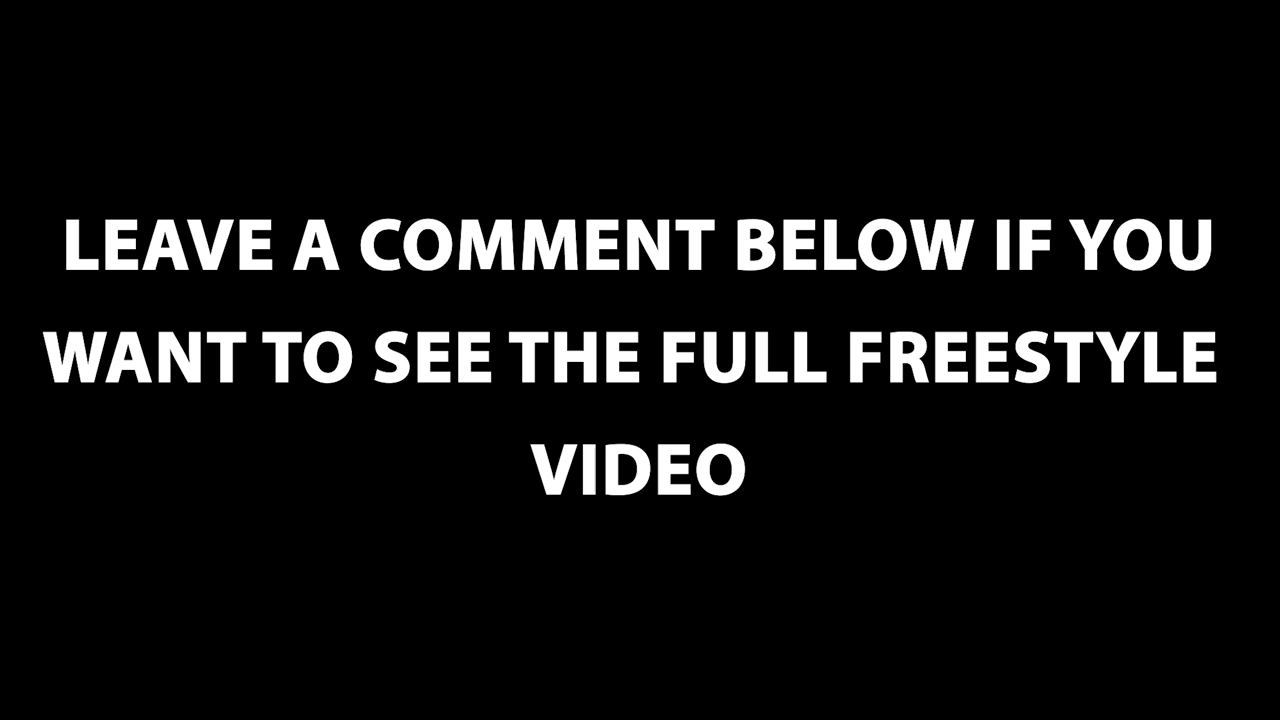 LEAVE A COMMENT BELOW IF YOU
WANT TO SEE THE FULL FREESTYLE
VIDEO